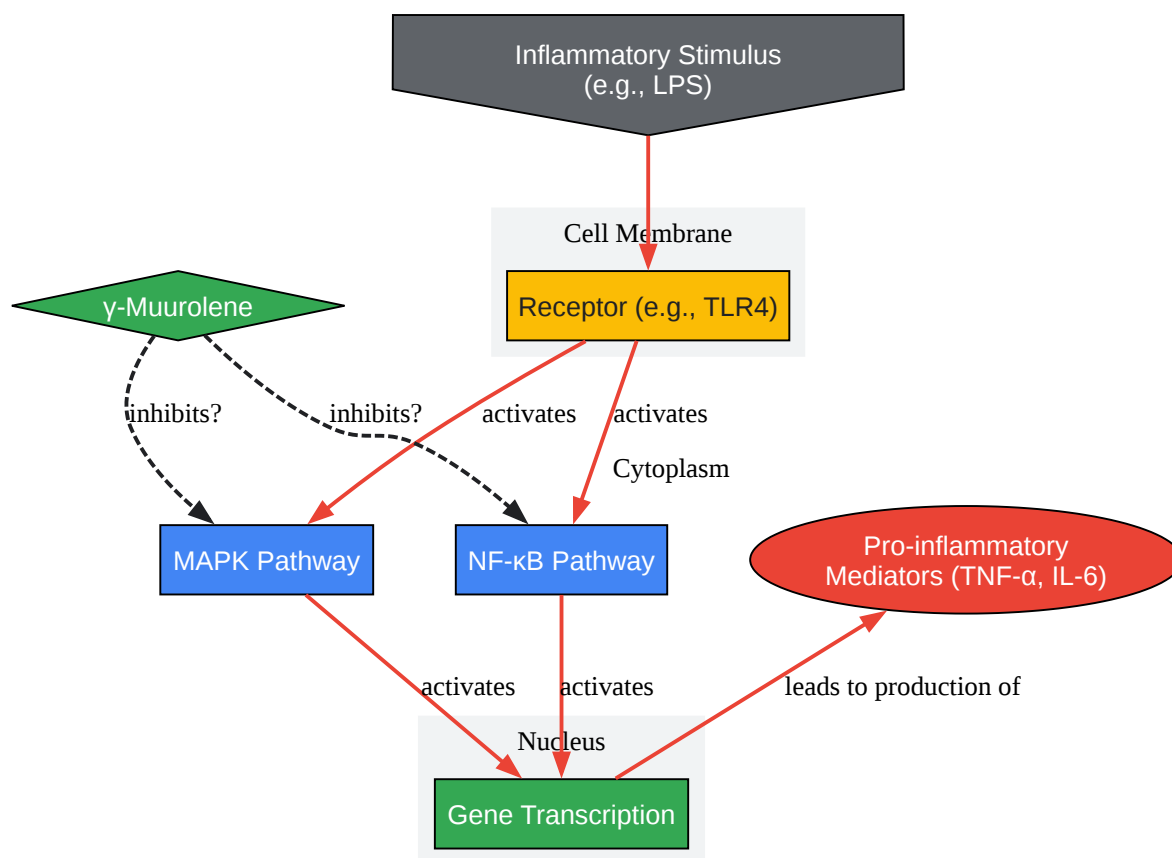 Inflammatory Stimulus
(e.g., LPS)
Cell Membrane
Receptor (e.g., TLR4)
γ-Muurolene
inhibits?
inhibits?
activates
activates
Cytoplasm
MAPK Pathway
NF-κB Pathway
Pro-inflammatory
Mediators (TNF-α, IL-6)
activates
activates
leads to production of
Nucleus
Gene Transcription